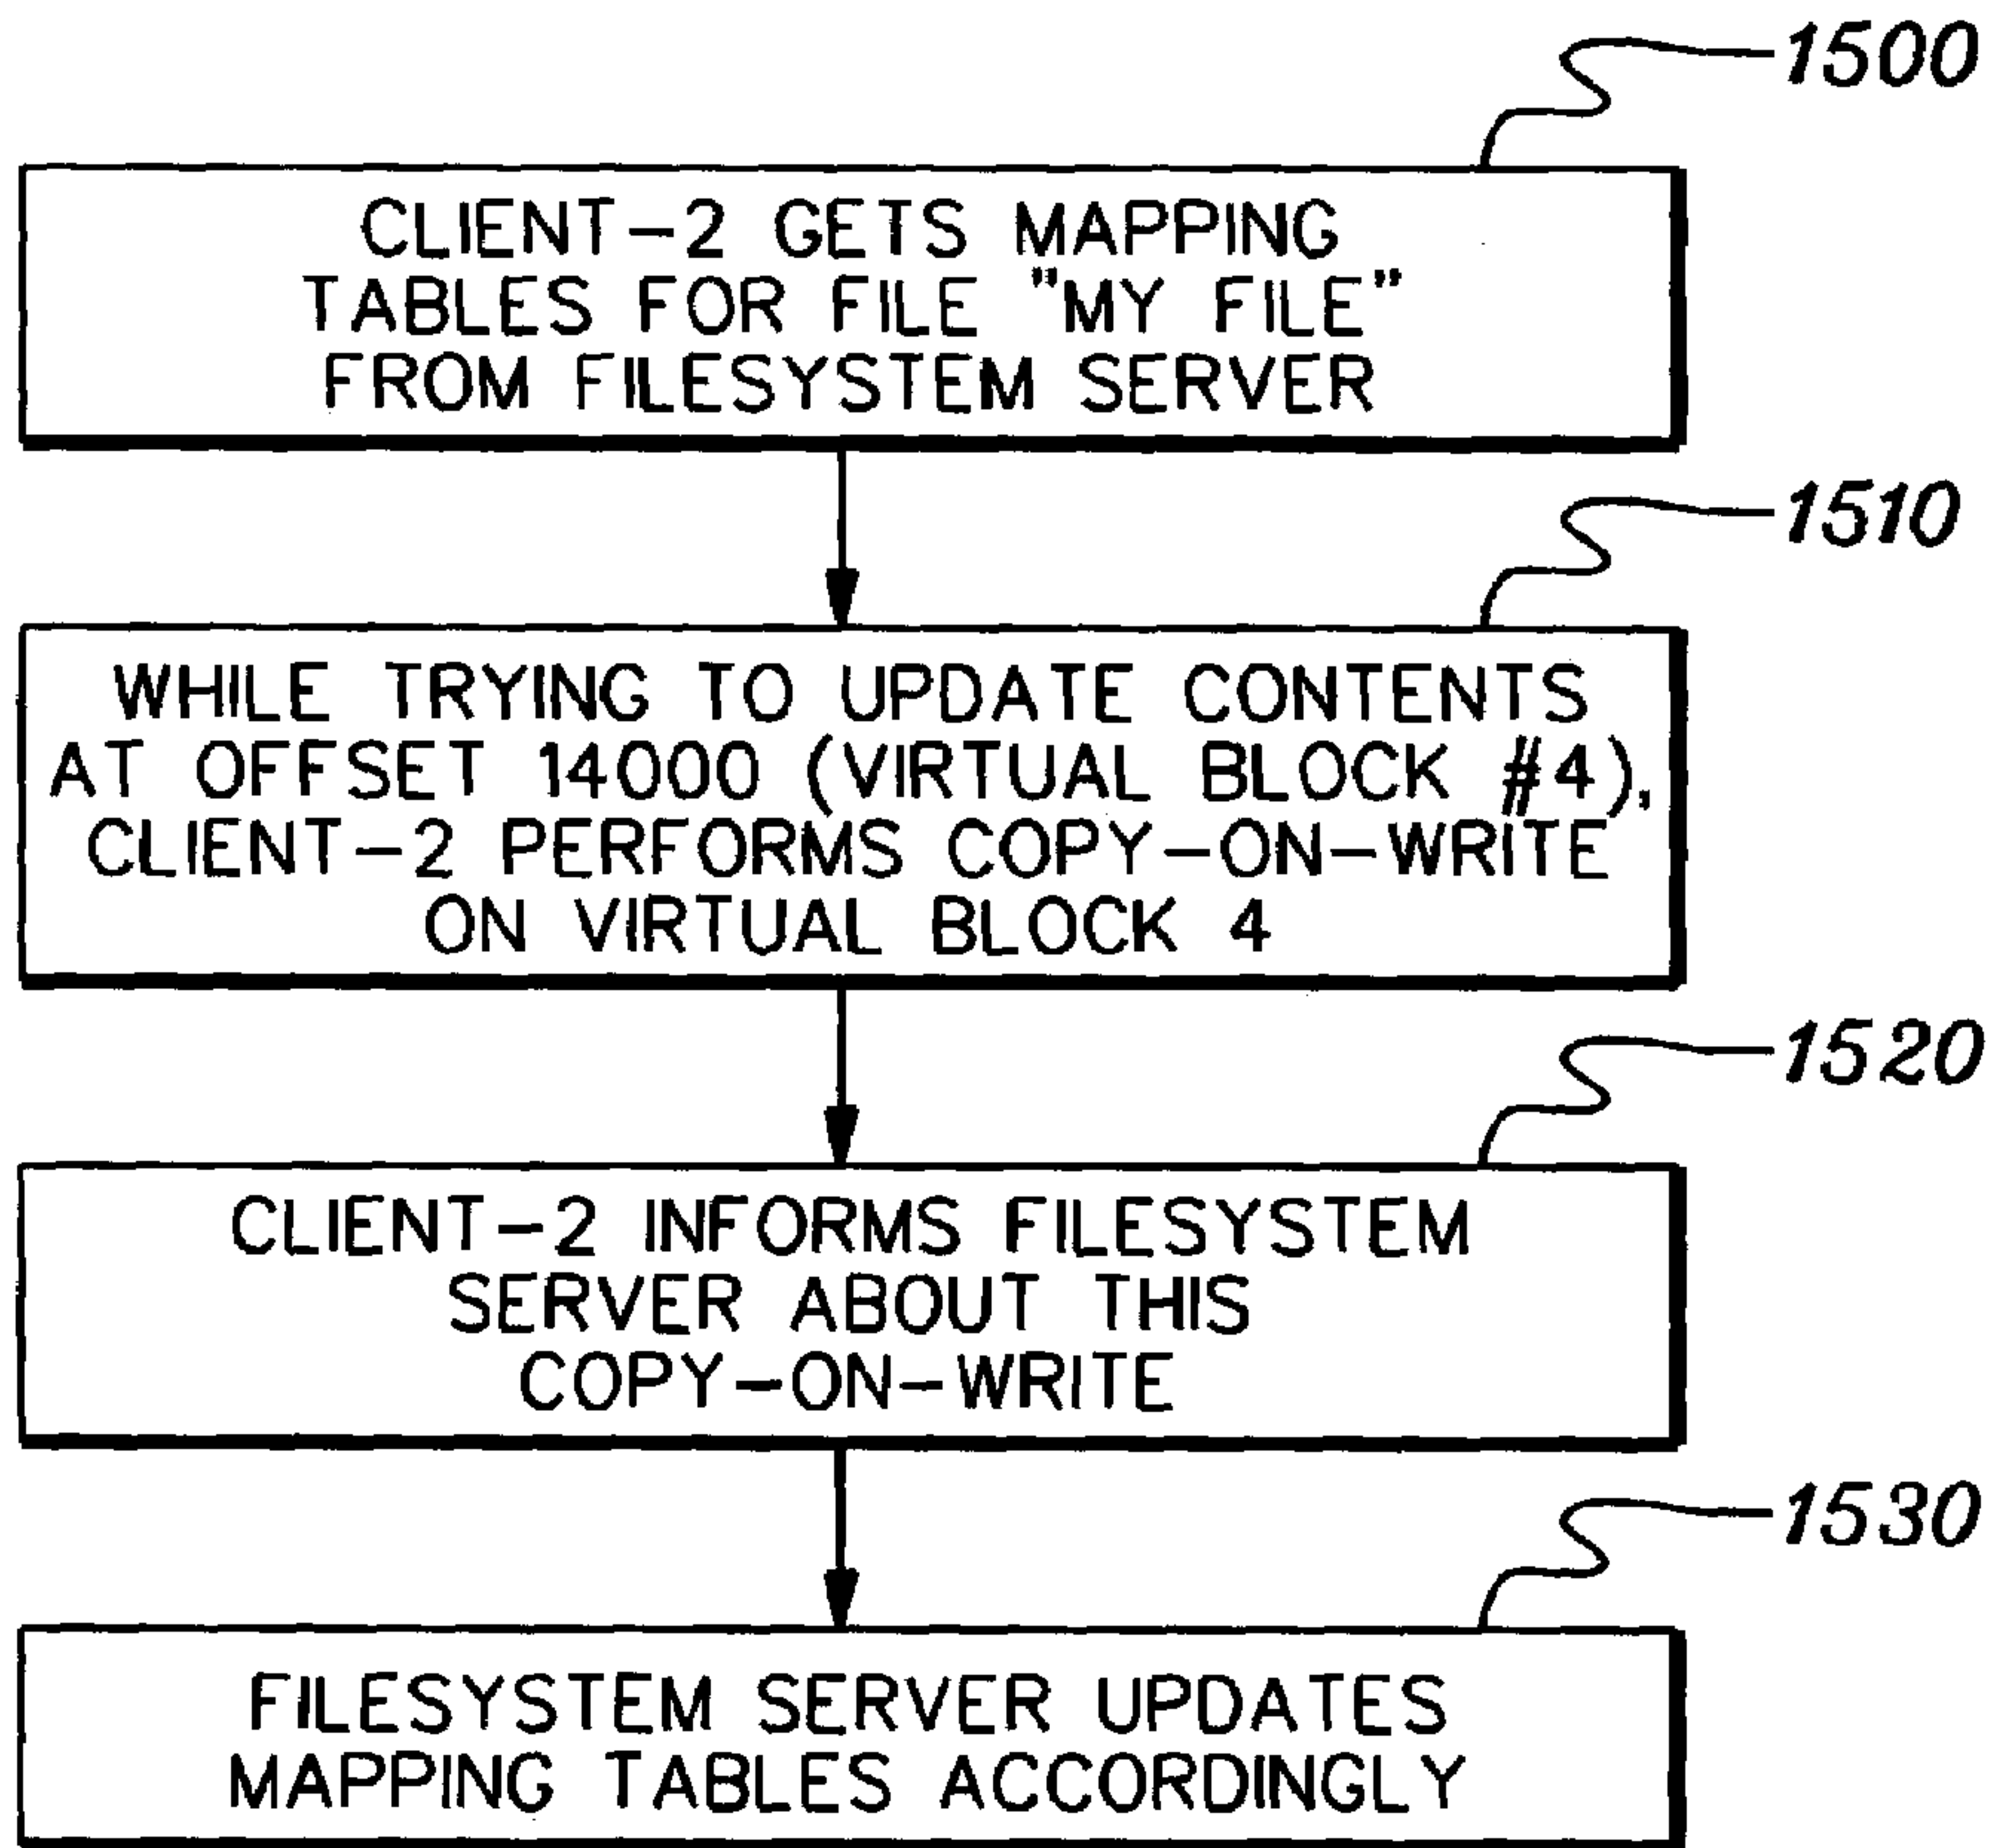 1500
CLIENT-2 GETS MAPPING
TABLES FOR FILE "MY FILE"
FROM FILESYSTEM SERVER
1510
WHILE TRYING TO UPDATE CONTENTS
AT OFFSET 14000 (VIRTUAL BLOCK #4),
CLIENT-2 PERFORMS COPY-ON-WRITE
ON VIRTUAL BLOCK 4
1520
CLIENT-2 INFORMS FILESYSTEM
SERVER ABOUT THIS
COPY-ON-WRITE
1530
FILESYSTEM SERVER UPDATES
MAPPING TABLES ACCORDINGLY